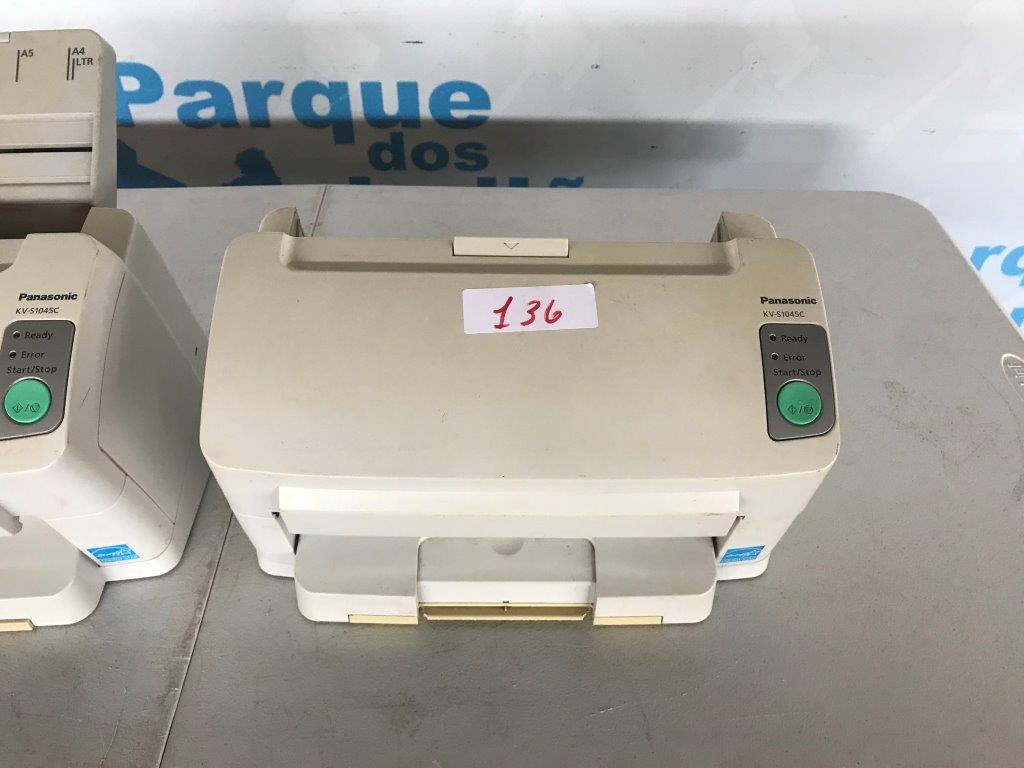 A5
A4
LTR
Parque
dos
Panasonic
KV-S1045C
Ready
Error
Start/Stop
136
Panasonic
KV-S1045C
Ready
Error
Start/Stop